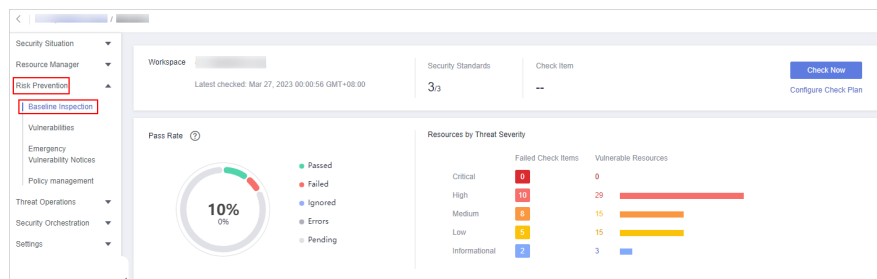 < /
Security Situation
Resource Manager
Risk Prevention
Baseline Inspection
Vulnerabilities
Emergency
Vulnerability Notices
Policy management
Threat Operations
Security Orchestration
Settings
Workspace
Latest checked: Mar 27, 2023 00:00:56 GMT+08:00
Security Standards
3/3
Check Item
--
Check Now
Configure Check Plan
Pass Rate ?
10%
0%
Passed
Failed
Ignored
Errors
Pending
Resources by Threat Severity
Failed Check Items Vulnerable Resources
Critical 0 0
High 10 29
Medium 8 15
Low 5 15
Informational 2 3